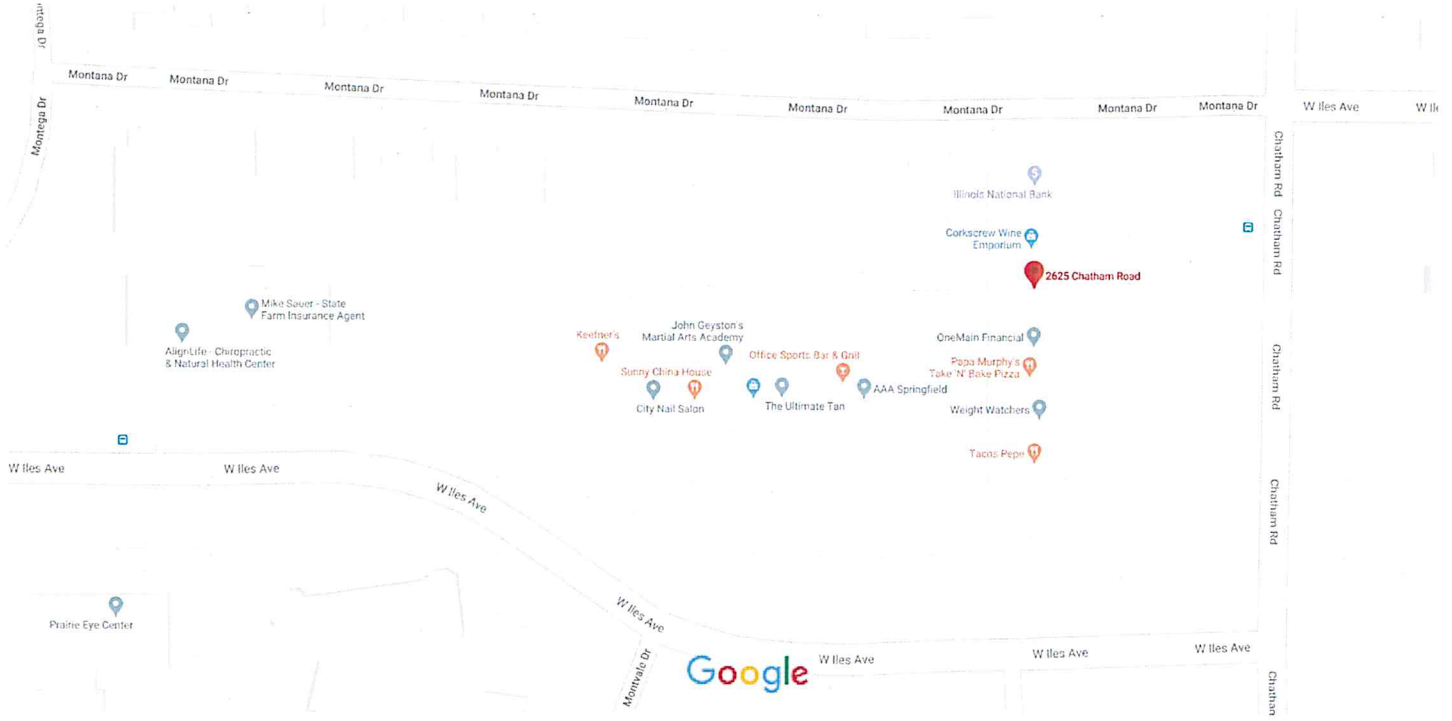 Montega Dr
Montana Dr
Montana Dr
Montana Dr
Montana Dr
Montana Dr
Montana Dr
Montana Dr
Montana Dr
Montana Dr
W Iles Ave
Montega Dr
Chatham Rd
Illinois National Bank
Corkscrew Wine
Emporium
Chatham Rd
2625 Chatham Road
Mike Sauer - State
Farm Insurance Agent
AlignLife - Chiropractic
& Natural Health Center
Keefner's
John Geyston's
Martial Arts Academy
OneMain Financial
Office Sports Bar & Grill
Papa Murphy's
Take 'N' Bake Pizza
Chatham Rd
Sunny China House
AAA Springfield
City Nail Salon
The Ultimate Tan
Weight Watchers
Tacos Pepe
W Iles Ave
W Iles Ave
W Iles Ave
Chatham Rd
Prairie Eye Center
W Iles Ave
Montvale Dr
Google
W Iles Ave
W Iles Ave
W Iles Ave